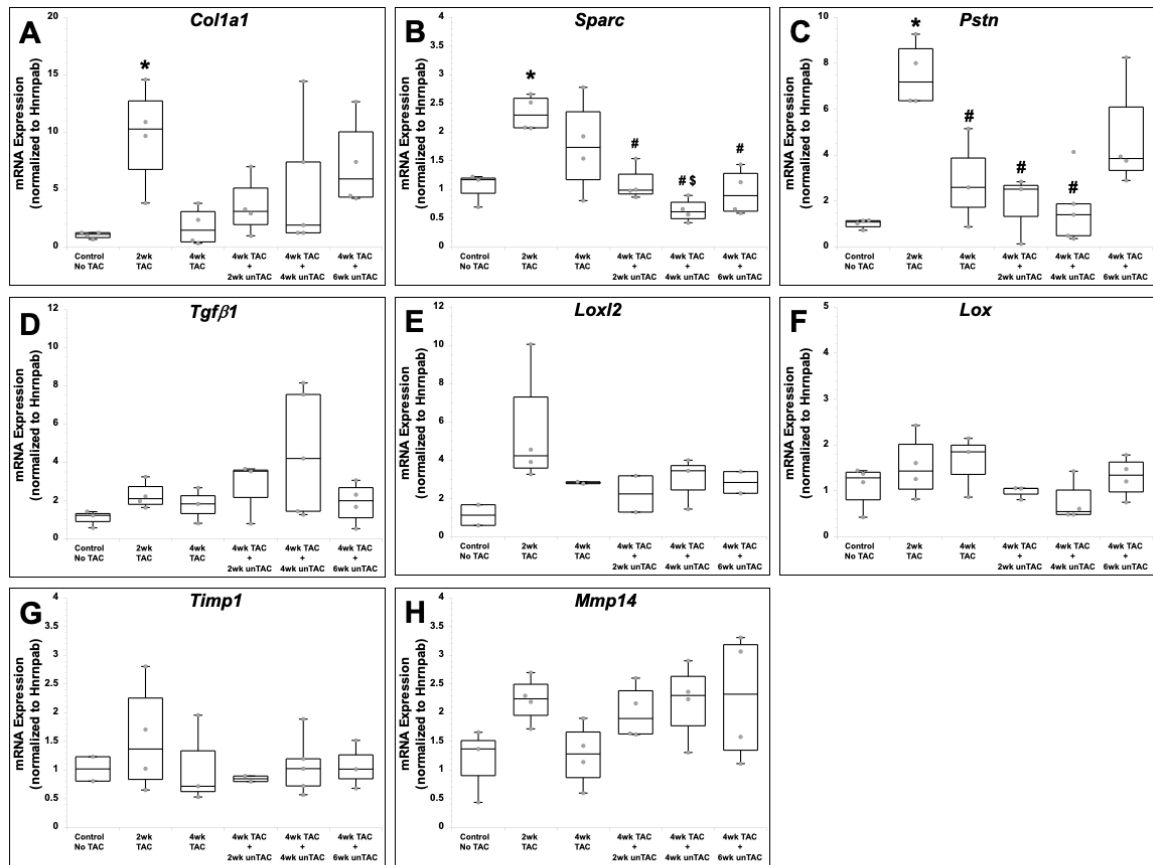 A
Col1a1
mRNA Expression
(normalized to Hnrnpab)
20
15
10
5
0
*
Control
No TAC
2wk
TAC
4wk
TAC
4wk TAC
+
2wk unTAC
4wk TAC
+
4wk unTAC
4wk TAC
+
6wk unTAC
B
Sparc
mRNA Expression
(normalized to Hnrnpab)
4
3.5
3
2.5
2
1.5
1
0.5
0
*
#
# $
#
Control
No TAC
2wk
TAC
4wk
TAC
4wk TAC
+
2wk unTAC
4wk TAC
+
4wk unTAC
4wk TAC
+
6wk unTAC
C
Pstn
mRNA Expression
(normalized to Hnrnpab)
10
8
6
4
2
0
*
#
#
#
Control
No TAC
2wk
TAC
4wk
TAC
4wk TAC
+
2wk unTAC
4wk TAC
+
4wk unTAC
4wk TAC
+
6wk unTAC
D
Tgfβ1
mRNA Expression
(normalized to Hnrnpab)
12
10
8
6
4
2
0
Control
No TAC
2wk
TAC
4wk
TAC
4wk TAC
+
2wk unTAC
4wk TAC
+
4wk unTAC
4wk TAC
+
6wk unTAC
E
Loxl2
mRNA Expression
(normalized to Hnrnpab)
12
10
8
6
4
2
0
Control
No TAC
2wk
TAC
4wk
TAC
4wk TAC
+
2wk unTAC
4wk TAC
+
4wk unTAC
4wk TAC
+
6wk unTAC
F
Lox
mRNA Expression
(normalized to Hnrnpab)
5
4
3
2
1
0
Control
No TAC
2wk
TAC
4wk
TAC
4wk TAC
+
2wk unTAC
4wk TAC
+
4wk unTAC
4wk TAC
+
6wk unTAC
G
Timp1
mRNA Expression
(normalized to Hnrnpab)
4
3.5
3
2.5
2
1.5
1
0.5
0
Control
No TAC
2wk
TAC
4wk
TAC
4wk TAC
+
2wk unTAC
4wk TAC
+
4wk unTAC
4wk TAC
+
6wk unTAC
H
Mmp14
mRNA Expression
(normalized to Hnrnpab)
4
3.5
3
2.5
2
1.5
1
0.5
0
Control
No TAC
2wk
TAC
4wk
TAC
4wk TAC
+
2wk unTAC
4wk TAC
+
4wk unTAC
4wk TAC
+
6wk unTAC